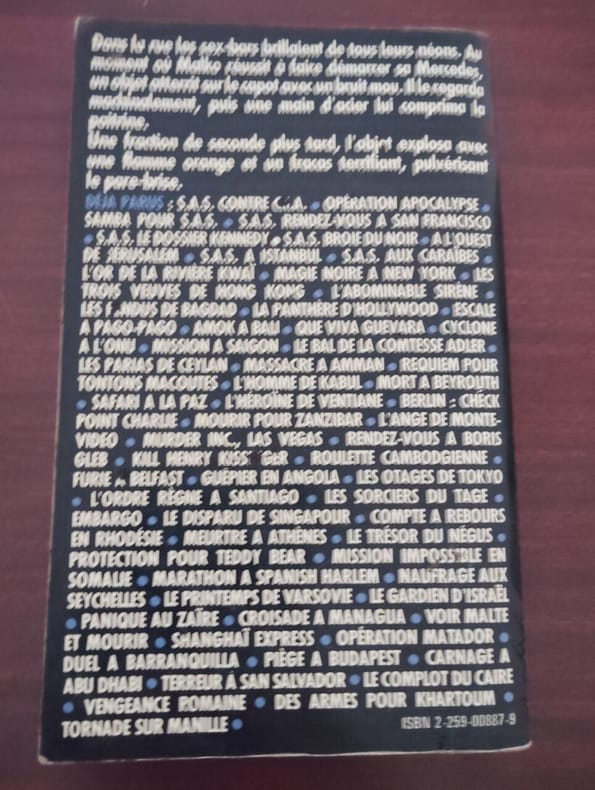 Dans la rue les sex-bars brillaient de tous leurs néons. Au
moment où Malko réussit à faire démarrer sa Mercedes,
un objet atterrit sur le capot avec un bruit mou. Il le regarda
machinalement, puis une main d'acier lui comprima la
poitrine.
Une fraction de seconde plus tard, l'objet explosa avec
une flamme orange et un fracas terrifiant, pulvérisant
le pare-brise.
DEJA PARUS : S.A.S. CONTRE C.I.A. • OPÉRATION APOCALYPSE •
SAMBA POUR S.A.S. • S.A.S. RENDEZ-VOUS A SAN FRANCISCO
• S.A.S. LE DOSSIER KENNEDY • S.A.S. BROIE DU NOIR • A L'OUEST
DE JÉRUSALEM • S.A.S. A ISTANBUL • S.A.S. AUX CARAÏBES •
L'OR DE LA RIVIÈRE KWAÏ • MAGIE NOIRE A NEW YORK • LES
TROIS VEUVES DE HONG KONG • L'ABOMINABLE SIRÈNE •
LES PENDUS DE BAGDAD • LA PANTHÈRE D'HOLLYWOOD • ESCALE
A PAGO-PAGO • AMOK A BALI • QUE VIVA GUEVARA • CYCLONE
A L'ONU • MISSION A SAIGON • LE BAL DE LA COMTESSE ADLER •
LES PARIAS DE CEYLAN • MASSACRE A AMMAN • REQUIEM POUR
TONTONS MACOUTES • L'HOMME DE KABUL • MORT A BEYROUTH
• SAFARI A LA PAZ • L'HÉROÏNE DE VIENTIANE • BERLIN : CHECK
POINT CHARLIE • MOURIR POUR ZANZIBAR • L'ANGE DE MONTE-
VIDEO • MURDER INC., LAS VEGAS • RENDEZ-VOUS A BORIS
GLEB • KILL HENRY KISSINGER • ROULETTE CAMBODGIENNE •
FURIE A BELFAST • GUÊPIER EN ANGOLA • LES OTAGES DE TOKYO
• L'ORDRE RÈGNE A SANTIAGO • LES SORCIERS DU TAGE •
EMBARGO • LE DISPARU DE SINGAPOUR • COMPTE A REBOURS
EN RHODÉSIE • MEURTRE A ATHÈNES • LE TRÉSOR DU NÉGUS •
PROTECTION POUR TEDDY BEAR • MISSION IMPOSSIBLE EN
SOMALIE • MARATHON A SPANISH HARLEM • NAUFRAGE AUX
SEYCHELLES • LE PRINTEMPS DE VARSOVIE • LE GARDIEN D'ISRAËL
• PANIQUE AU ZAÏRE • CROISADE A MANAGUA • VOIR MALTE
ET MOURIR • SHANGHAÏ EXPRESS • OPÉRATION MATADOR •
DUEL A BARRANQUILLA • PIÈGE A BUDAPEST • CARNAGE A
ABU DHABI • TERREUR À SAN SALVADOR • LE COMPLOT DU CAIRE
• VENGEANCE ROMAINE • DES ARMES POUR KHARTOUM •
TORNADE SUR MANILLE •
ISBN 2-259-00887-9